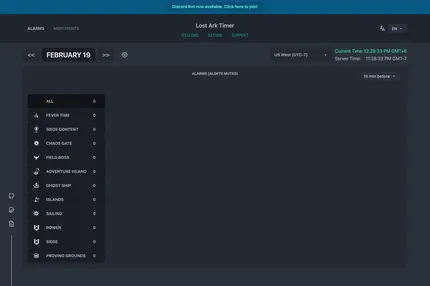 Discord Bot now available. Click here to join!
Lost Ark Timer
ALARMS MERCHANTS
DISCORD GITHUB SUPPORT
EN
<< FEBRUARY 19 >>
US West (UTC-7)
Current Time: 12:28:33 PM GMT+6
Server Time: 11:28:33 PM GMT-7
ALARMS (ALERTS MUTED)
10 min before
ALL 0
FEVER TIME 0
SIEGE CONTENT 0
CHAOS GATE 0
FIELD BOSS 0
ADVENTURE ISLAND 0
GHOST SHIP 0
ISLANDS 0
SAILING 0
ROWEN 0
SIEGE 0
PROVING GROUNDS 0